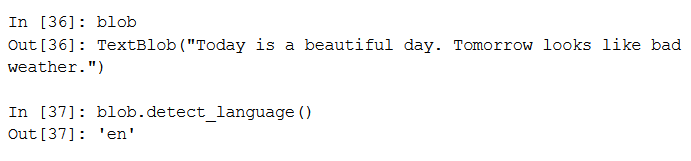 In [36]: blob
Out[36]: TextBlob("Today is a beautiful day. Tomorrow looks like bad
weather.")
In [37]: blob.detect_language()
Out[37]: 'en'